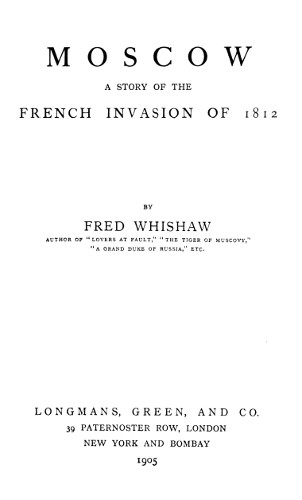 MOSCOW
A STORY OF THE
FRENCH INVASION OF 1812
BY
FRED WHISHAW
AUTHOR OF "LOVERS AT FAULT," "THE TIGER OF MUSCOVY,"
"A GRAND DUKE OF RUSSIA," ETC.
LONGMANS, GREEN, AND CO.
39 PATERNOSTER ROW, LONDON
NEW YORK AND BOMBAY
1905